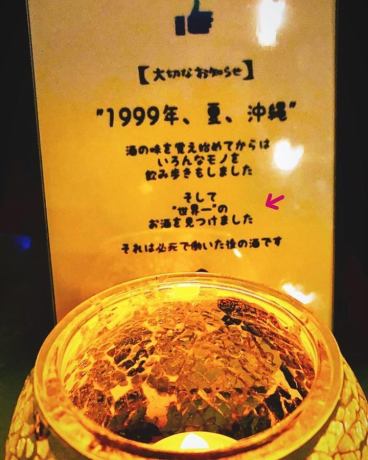 【大切なお知らせ】
"1999年、夏、沖縄"
酒の味を覚え始めてからは
いろんなモノを
飲み歩きもしました
そして
"世界一"の
お酒を見つけました
それは必死で働いた後の酒です